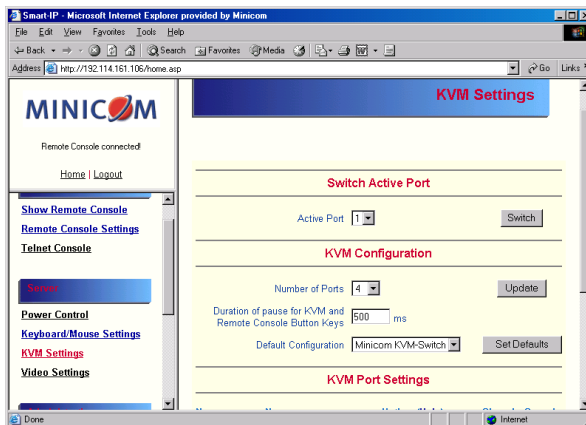 Smart-IP - Microsoft Internet Explorer provided by Minicom
File Edit View Favorites Tools Help
Back Search Favorites Media
Address http://192.114.161.106/home.asp Go Links
MINICOM
Remote Console connected!
Home | Logout
Show Remote Console
Remote Console Settings
Telnet Console
Server
Power Control
Keyboard/Mouse Settings
KVM Settings
Video Settings
KVM Settings
Switch Active Port
Active Port 1 Switch
KVM Configuration
Number of Ports 4 Update
Duration of pause for KVM and
Remote Console Button Keys 500 ms
Default Configuration Minicom KVM-Switch Set Defaults
KVM Port Settings
Done Internet